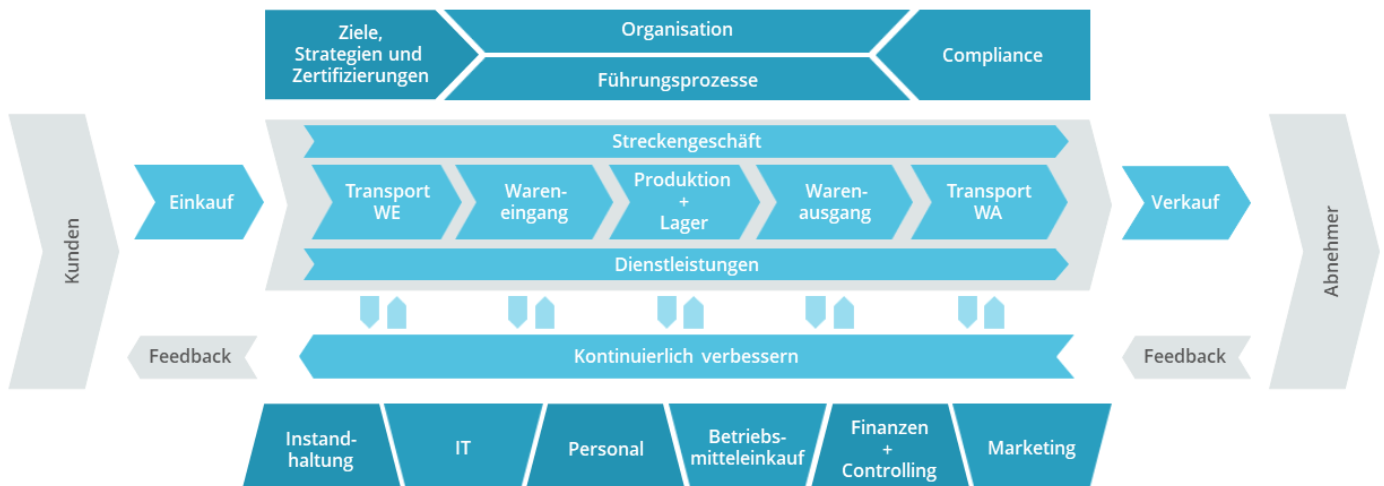 Ziele,
Strategien und
Zertifizierungen
Organisation
Führungsprozesse
Compliance
Kunden
Einkauf
Streckengeschäft
Transport
WE
Waren-
eingang
Produktion
+
Lager
Waren-
ausgang
Transport
WA
Dienstleistungen
Verkauf
Abnehmer
Feedback
Kontinuierlich verbessern
Feedback
Instand-
haltung
IT
Personal
Betriebs-
mitteleinkauf
Finanzen
+
Controlling
Marketing